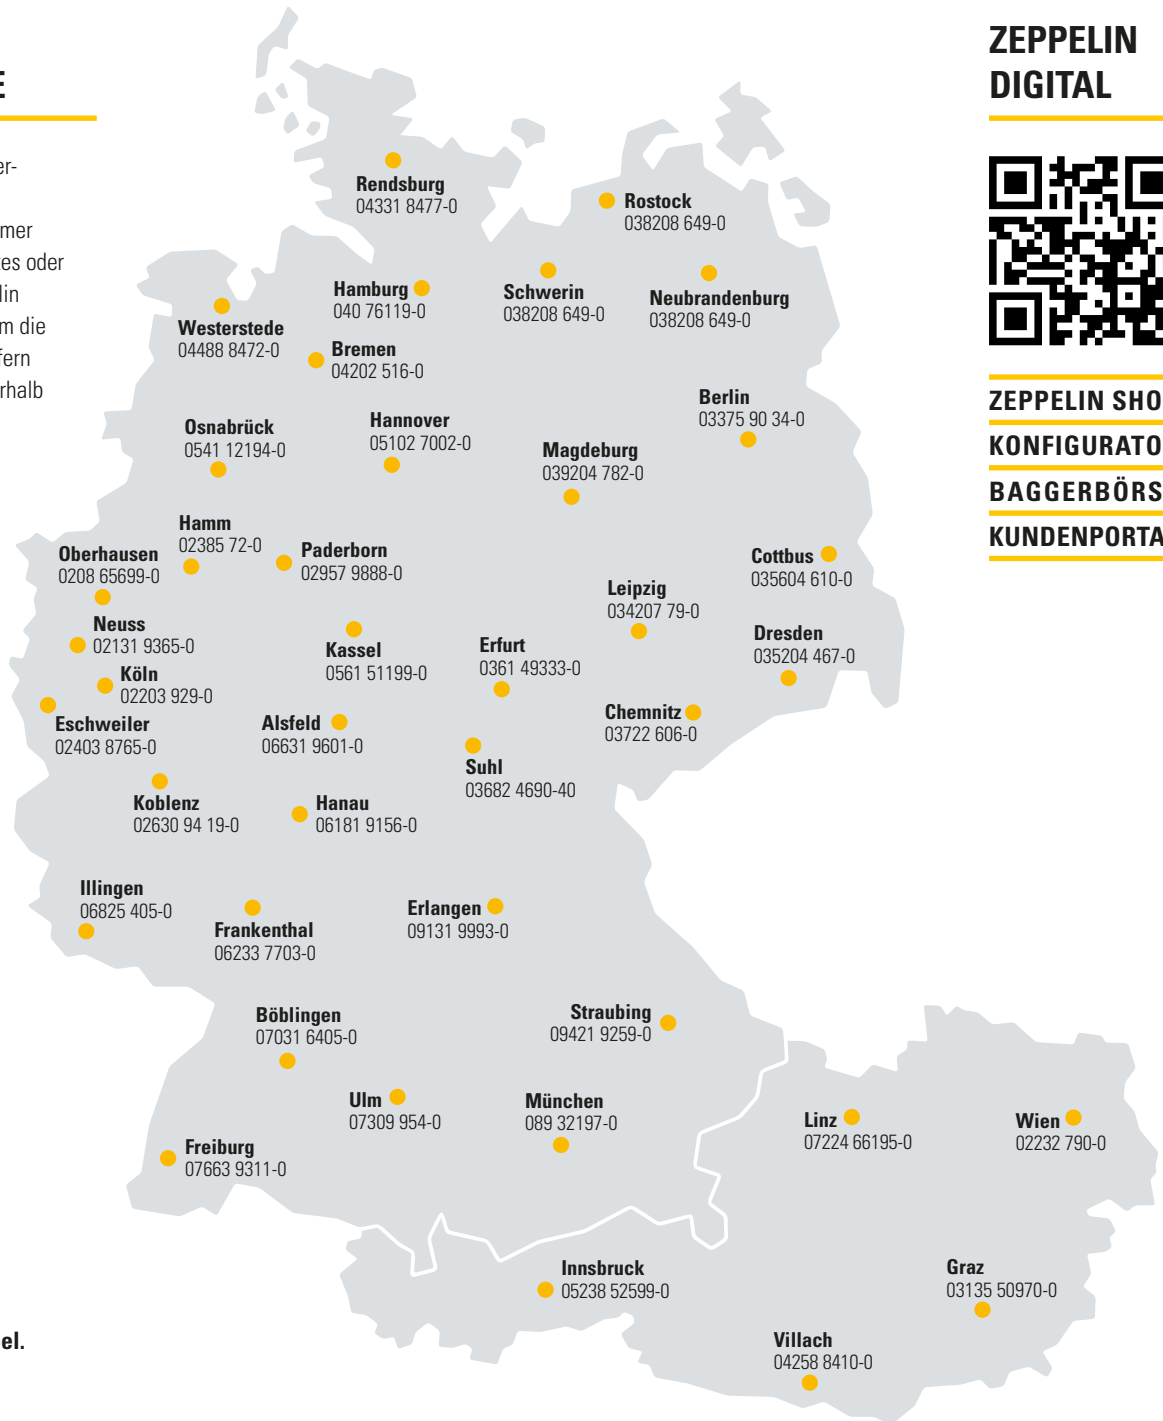 E
er-
mer
tes oder
lin
m die
fern
rhalb
el.
Rendsburg
04331 8477-0
Rostock
038208 649-0
Hamburg
040 76119-0
Schwerin
038208 649-0
Neubrandenburg
038208 649-0
Westerstede
04488 8472-0
Bremen
04202 516-0
Berlin
03375 90 34-0
Osnabrück
0541 12194-0
Hannover
05102 7002-0
Magdeburg
039204 782-0
Hamm
02385 72-0
Oberhausen
0208 65699-0
Paderborn
02957 9888-0
Cottbus
035604 610-0
Leipzig
034207 79-0
Neuss
02131 9365-0
Kassel
0561 51199-0
Erfurt
0361 49333-0
Dresden
035204 467-0
Köln
02203 929-0
Eschweiler
02403 8765-0
Alsfeld
06631 9601-0
Chemnitz
03722 606-0
Suhl
03682 4690-40
Koblenz
02630 94 19-0
Hanau
06181 9156-0
Illingen
06825 405-0
Frankenthal
06233 7703-0
Erlangen
09131 9993-0
Böblingen
07031 6405-0
Straubing
09421 9259-0
Ulm
07309 954-0
München
089 32197-0
Linz
07224 66195-0
Wien
02232 790-0
Freiburg
07663 9311-0
Innsbruck
05238 52599-0
Graz
03135 50970-0
Villach
04258 8410-0
ZEPPELIN
DIGITAL
ZEPPELIN SHO
KONFIGURATO
BAGGERBÖRS
KUNDENPORTA